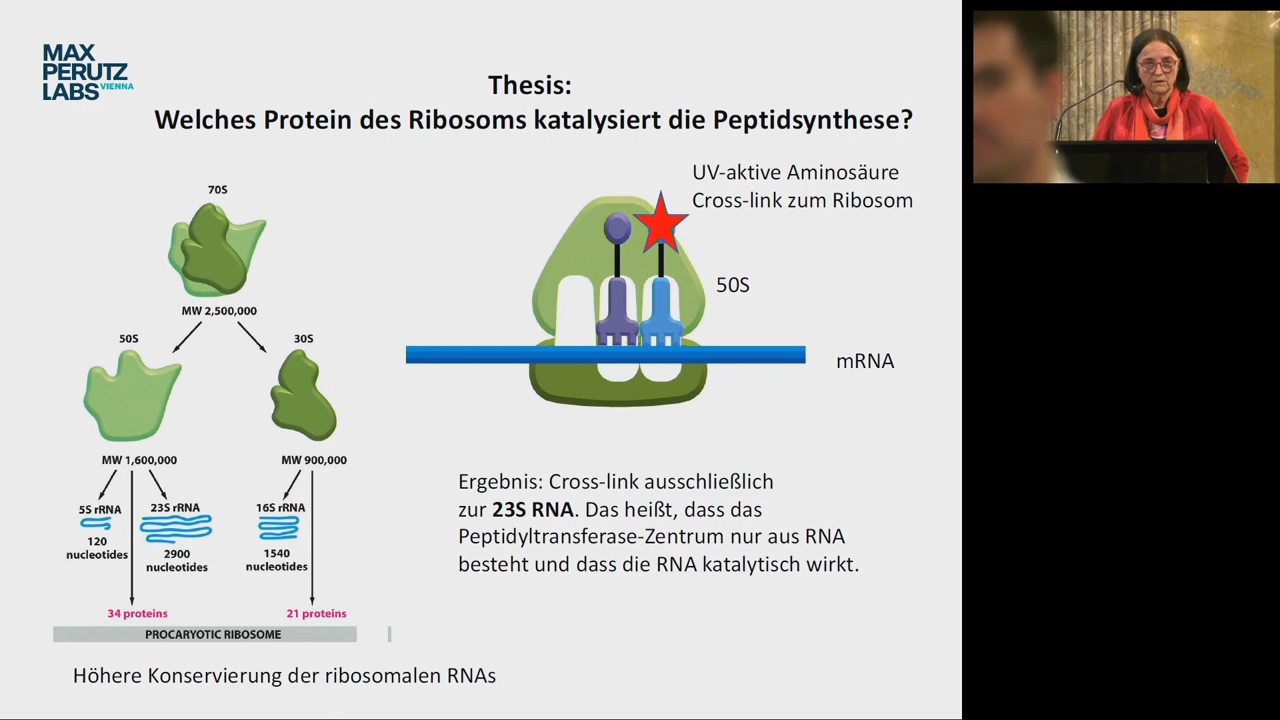 MAX
PERUTZ
LABS VIENNA
Thesis:
Welches Protein des Ribosoms katalysiert die Peptidsynthese?
UV-aktive Aminosäure
Cross-link zum Ribosom
70S
MW 2,500,000
50S
30S
50S
mRNA
MW 1,600,000
MW 900,000
5S rRNA
23S rRNA
16S rRNA
120
nucleotides
2900
nucleotides
1540
nucleotides
34 proteins
21 proteins
PROCARYOTIC RIBOSOME
Ergebnis: Cross-link ausschließlich
zur 23S RNA. Das heißt, dass das
Peptidyltransferase-Zentrum nur aus RNA
besteht und dass die RNA katalytisch wirkt.
Höhere Konservierung der ribosomalen RNAs